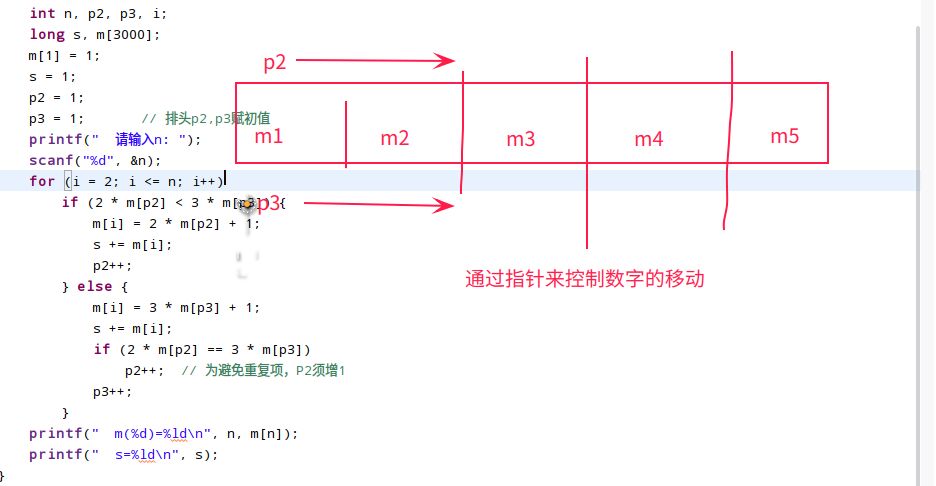 int n, p2, p3, i;
long s, m[3000];
m[1] = 1;
s = 1;
p2 = 1;
p3 = 1;       // 排头p2,p3赋初值
printf("  请输入n: ");
scanf("%d", &n);
for (i = 2; i <= n; i++)
if (2 * m[p2] < 3 * m[p3]) {
m[i] = 2 * m[p2] + 1;
s += m[i];
p2++;
} else {
m[i] = 3 * m[p3] + 1;
s += m[i];
if (2 * m[p2] == 3 * m[p3])
p2++;  // 为避免重复项，P2须增1
p3++;
}
printf("  m(%d)=%ld\n", n, m[n]);
printf("  s=%ld\n", s);
}
p2
m1 m2 m3 m4 m5
p3
通过指针来控制数字的移动